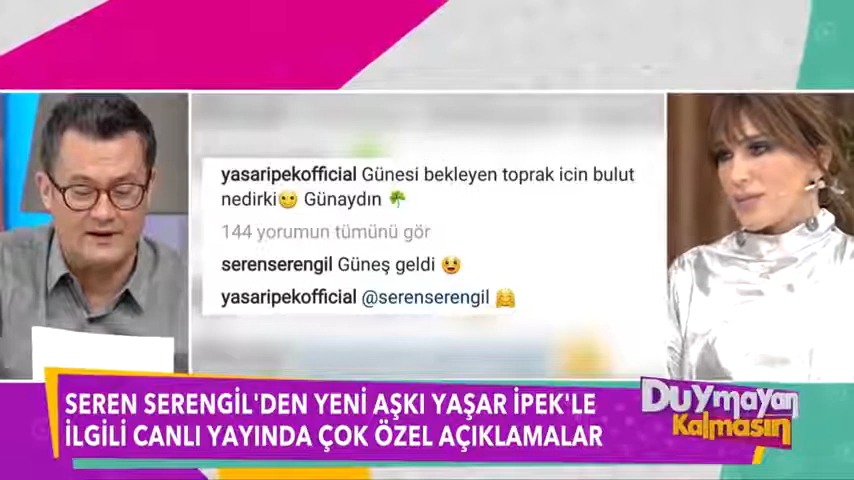 yasaripekofficial Günesi bekleyen toprak icin bulut
nedirki Günaydın
144 yorumun tümünü gör
serenserengil Güneş geldi
yasaripekofficial @serenserengil
SEREN SERENGİL'DEN YENİ AŞKI YAŞAR İPEK'LE
İLGİLİ CANLI YAYINDA ÇOK ÖZEL AÇIKLAMALAR
Duymayan
Kalmasın